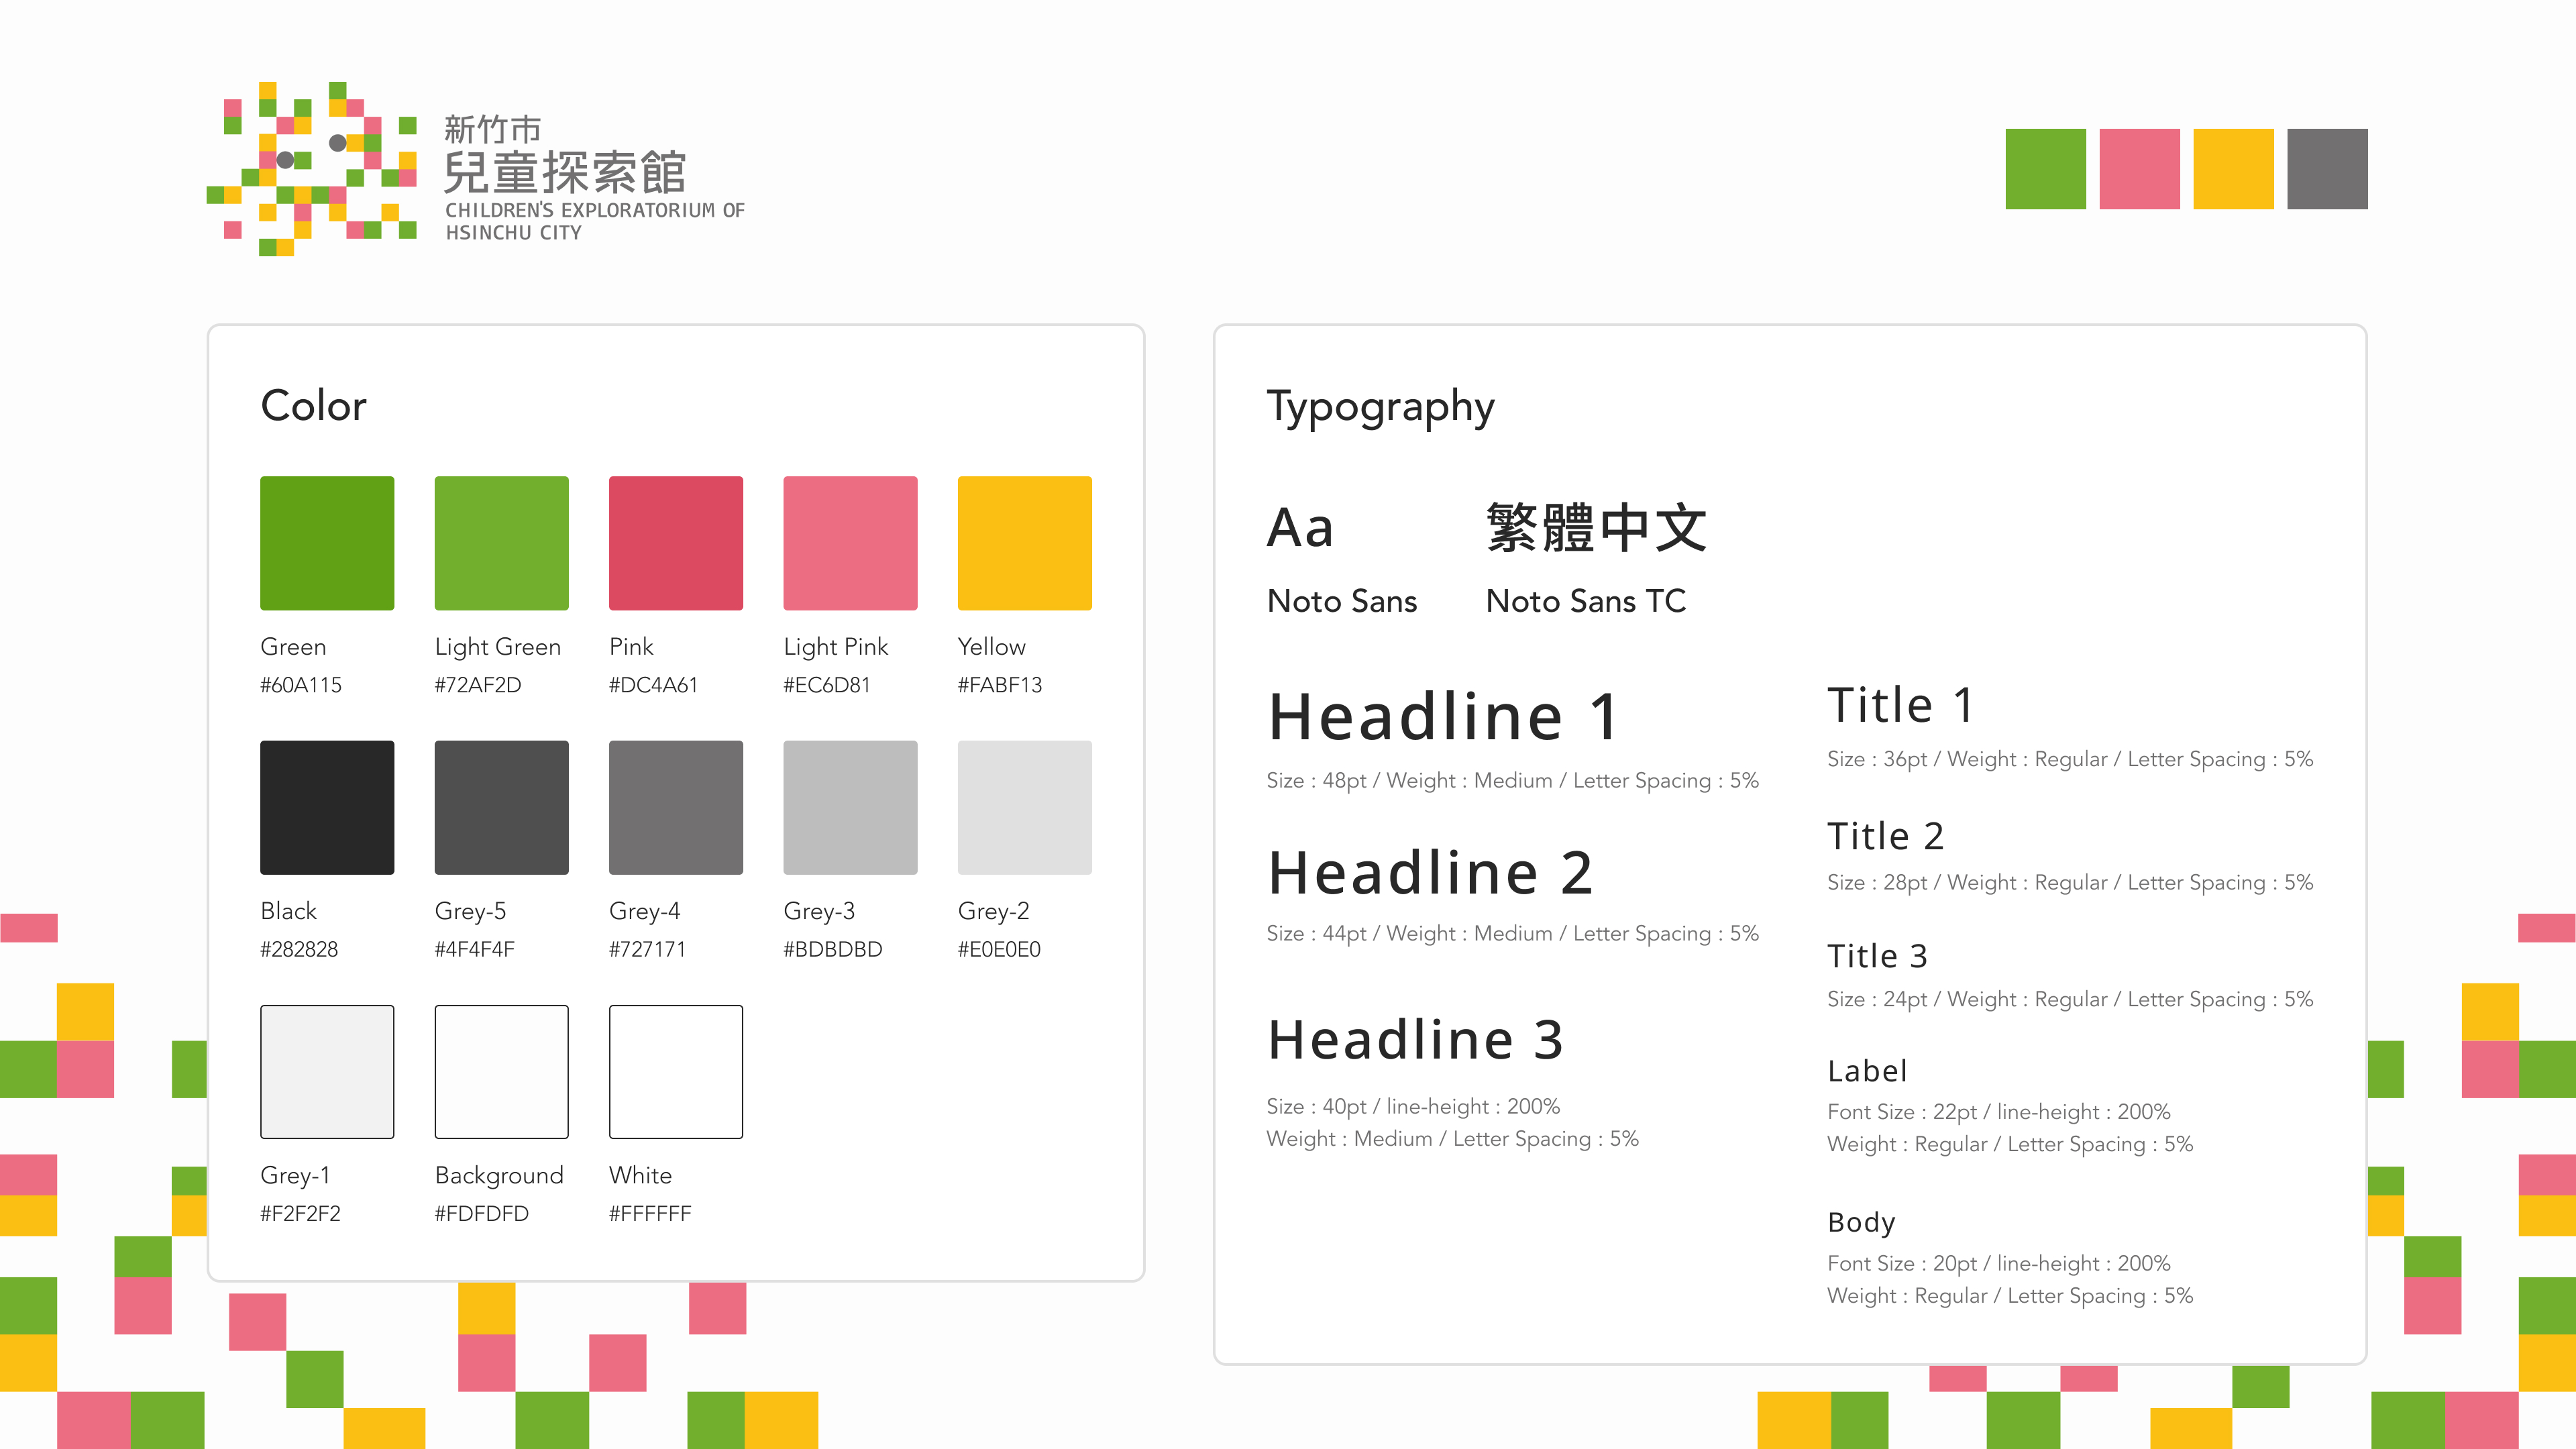 新竹市
兒童探索館
CHILDREN'S EXPLORATORIUM OF
HSINCHU CITY
Color
Green
#60A115
Light Green
#72AF2D
Pink
#DC4A61
Light Pink
#EC6D81
Yellow
#FABF13
Black
#282828
Grey-5
#4F4F4F
Grey-4
#727171
Grey-3
#BDBDBD
Grey-2
#E0E0E0
Grey-1
#F2F2F2
Background
#FDFDFD
White
#FFFFFF
Typography
Aa
Noto Sans
繁體中文
Noto Sans TC
Headline 1
Size : 48pt / Weight : Medium / Letter Spacing : 5%
Headline 2
Size : 44pt / Weight : Medium / Letter Spacing : 5%
Headline 3
Size : 40pt / line-height : 200%
Weight : Medium / Letter Spacing : 5%
Title 1
Size : 36pt / Weight : Regular / Letter Spacing : 5%
Title 2
Size : 28pt / Weight : Regular / Letter Spacing : 5%
Title 3
Size : 24pt / Weight : Regular / Letter Spacing : 5%
Label
Font Size : 22pt / line-height : 200%
Weight : Regular / Letter Spacing : 5%
Body
Font Size : 20pt / line-height : 200%
Weight : Regular / Letter Spacing : 5%